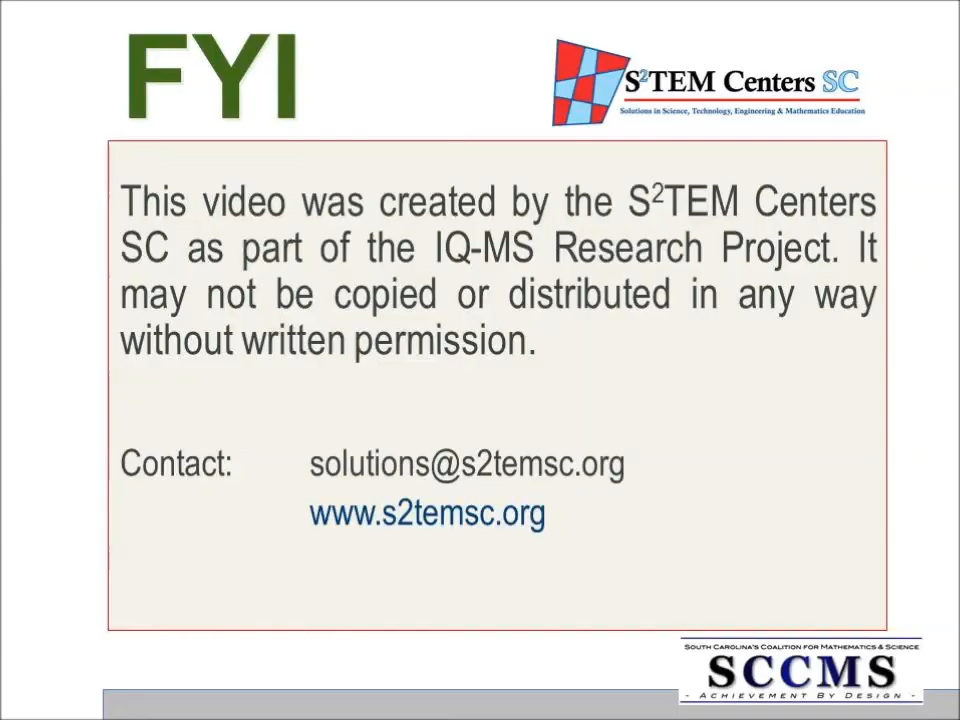 FYI
S²TEM Centers SC
Solutions in Science, Technology, Engineering & Mathematics Education
This video was created by the S²TEM Centers
SC as part of the IQ-MS Research Project. It
may not be copied or distributed in any way
without written permission.
Contact: solutions@s2temsc.org
www.s2temsc.org
SOUTH CAROLINA'S COALITION FOR MATHEMATICS & SCIENCE
SCCMS
- ACHIEVEMENT BY DESIGN -